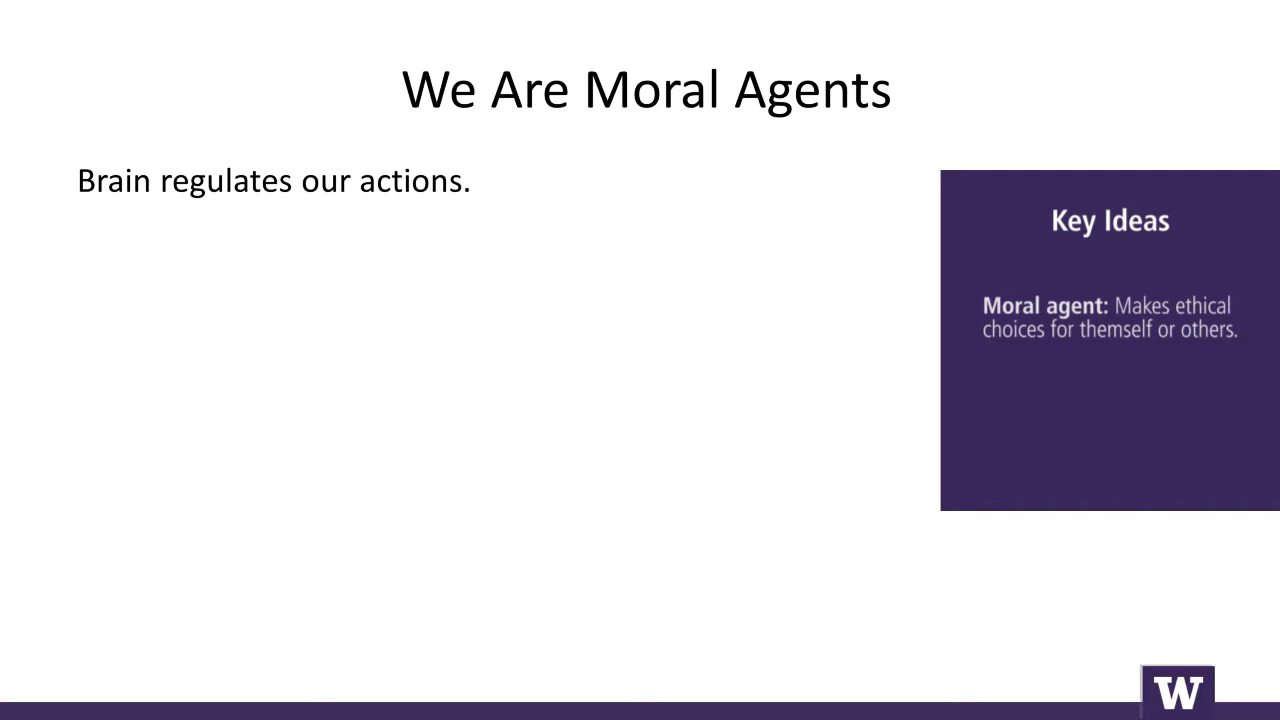 We Are Moral Agents
Brain regulates our actions.
Key Ideas
Moral agent: Makes ethical
choices for themself or others.
W